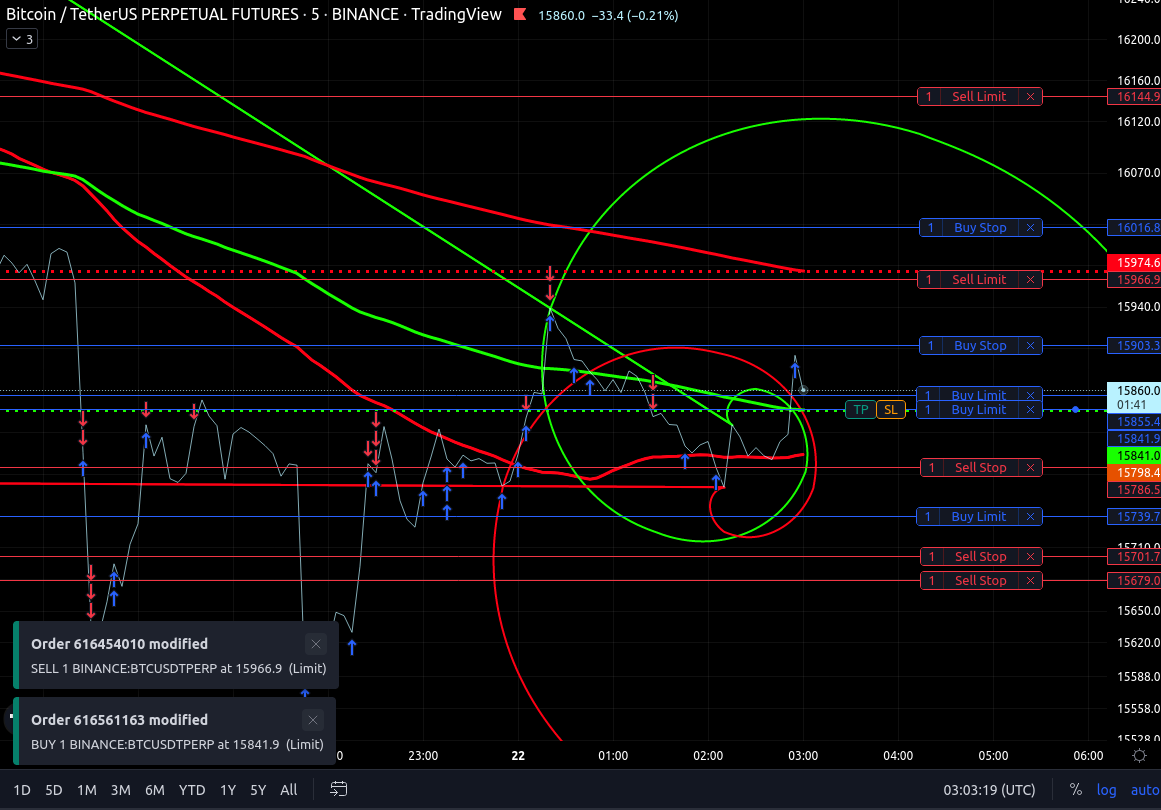 Bitcoin / TetherUS PERPETUAL FUTURES · 5 · BINANCE · TradingView 15860.0 −33.4 (−0.21%)
3
16240.0
16200.0
16160.0
1 Sell Limit × 16144.9
16120.0
16070.0
1 Buy Stop × 16016.8
15974.6
1 Sell Limit × 15966.9
15940.0
1 Buy Stop × 15903.3
15860.0
1 Buy Limit ×
01:41
TP SL 1 Buy Limit ×
15855.4
15841.9
15841.0
1 Sell Stop × 15798.4
15786.5
1 Buy Limit × 15739.7
15710.0
1 Sell Stop × 15701.7
1 Sell Stop × 15679.0
15650.0
15620.0
15588.0
15558.0
15528.0
Order 616454010 modified ×
SELL 1 BINANCE:BTCUSDTPERP at 15966.9 (Limit)
Order 616561163 modified ×
BUY 1 BINANCE:BTCUSDTPERP at 15841.9 (Limit)
23:00 22 01:00 02:00 03:00 04:00 05:00 06:00
1D 5D 1M 3M 6M YTD 1Y 5Y All 03:03:19 (UTC) % log auto